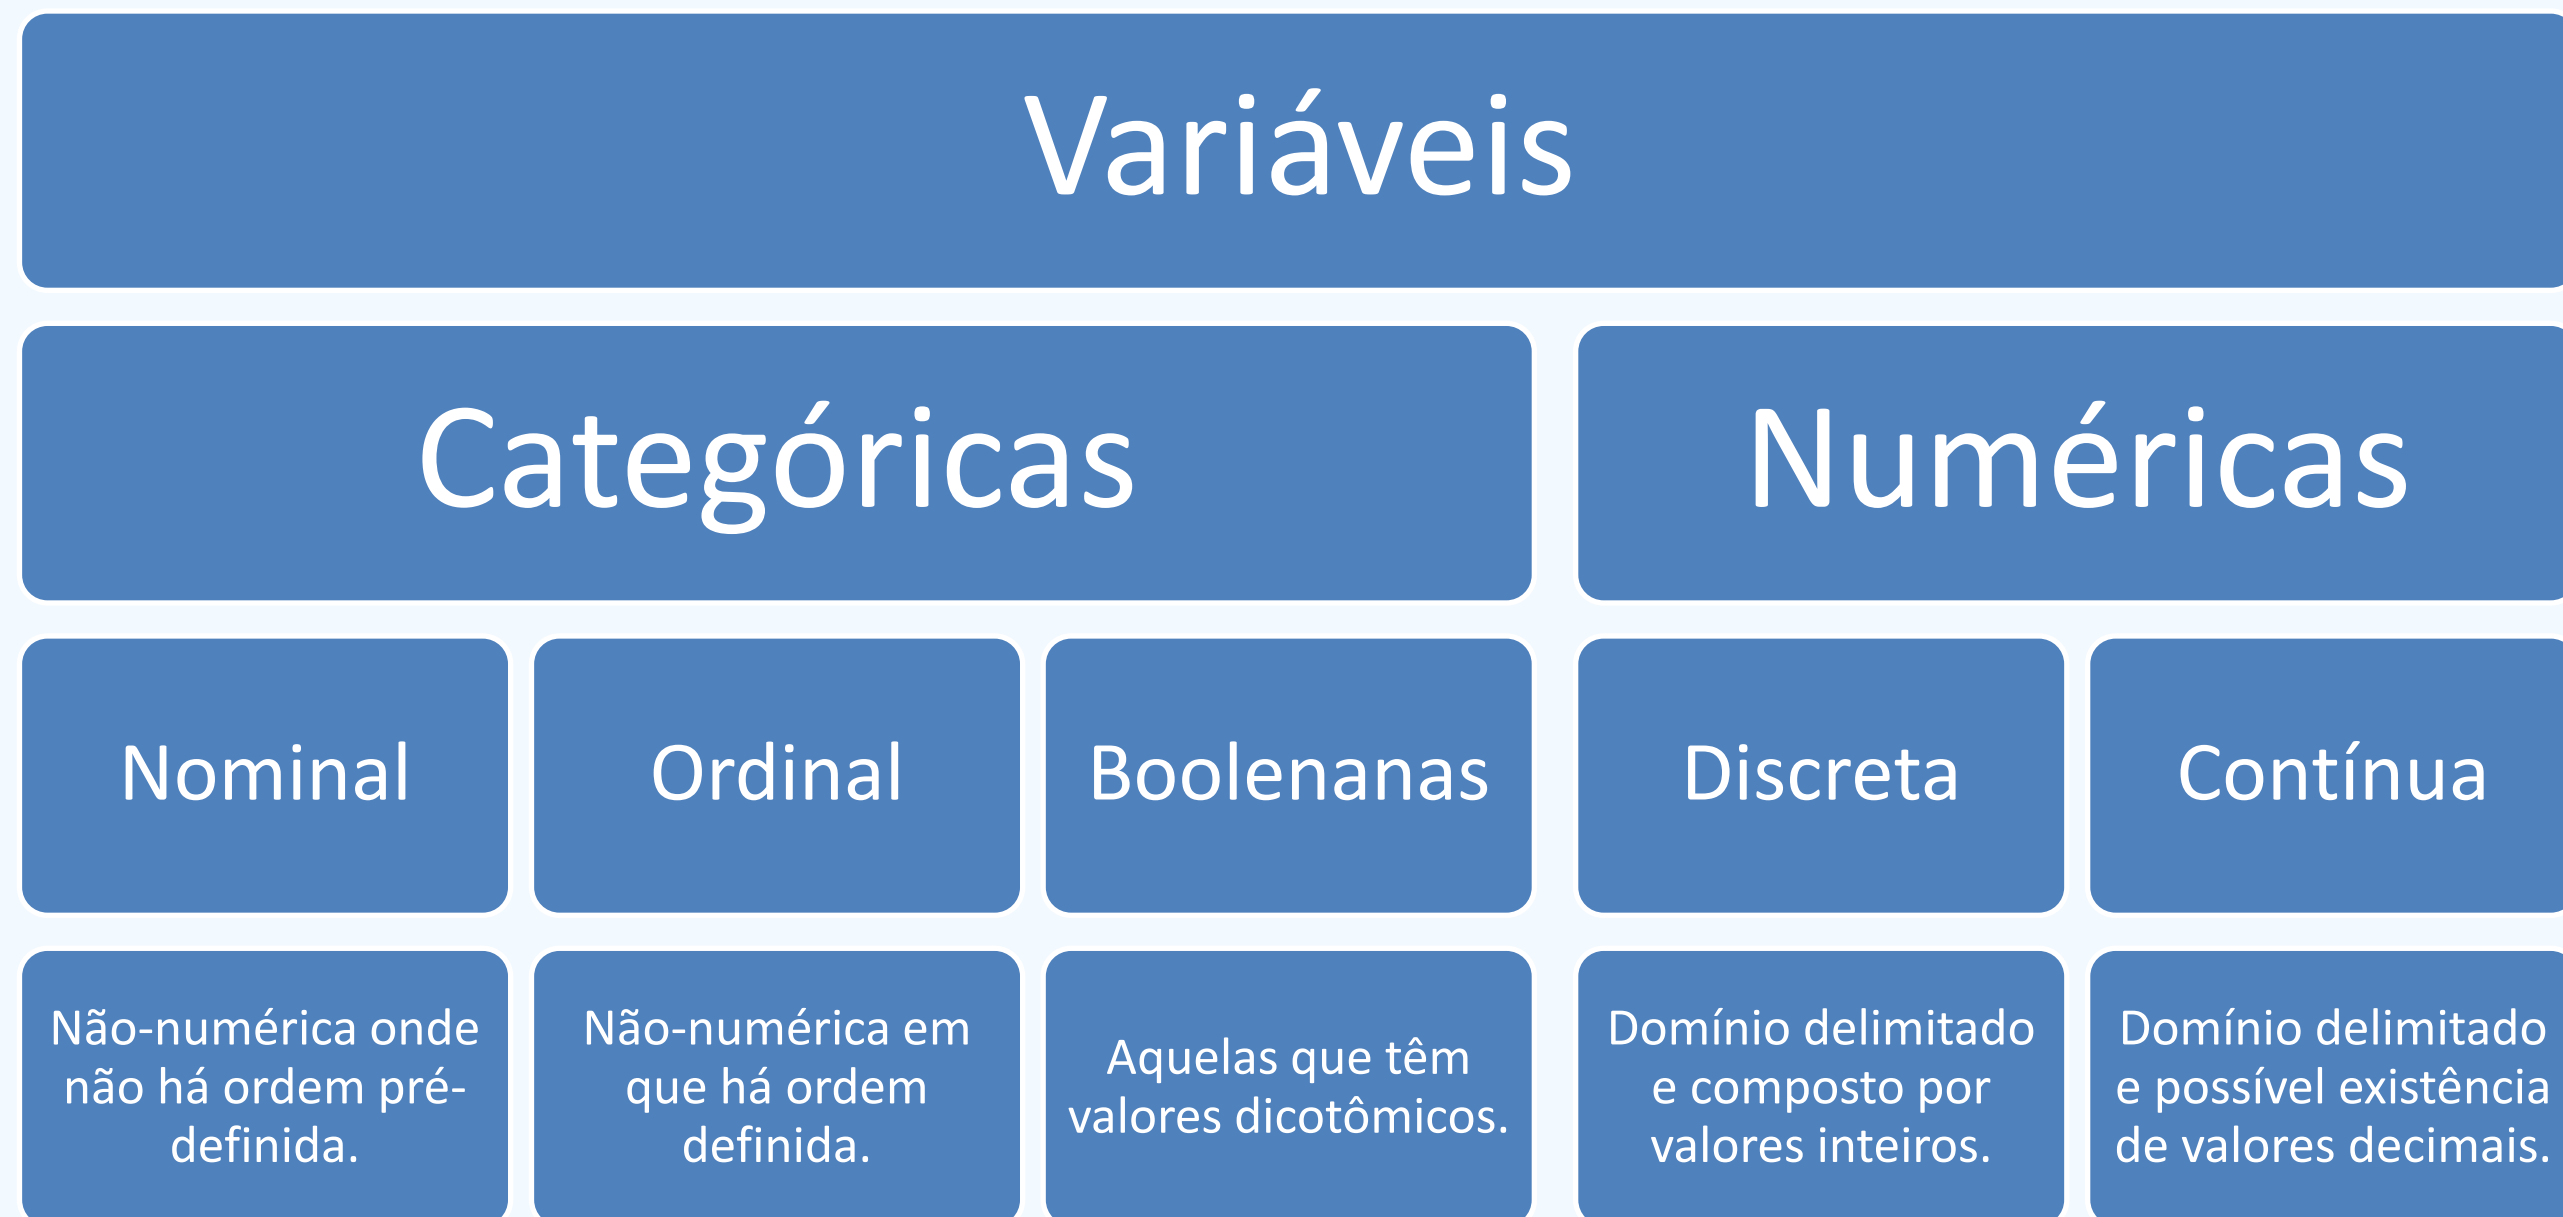 Variáveis
Categóricas
Numéricas
Nominal
Ordinal
Boolenanas
Discreta
Contínua
Não-numérica onde
não há ordem pré-
definida.
Não-numérica em
que há ordem
definida.
Aquelas que têm
valores dicotômicos.
Domínio delimitado
e composto por
valores inteiros.
Domínio delimitado
e possível existência
de valores decimais.